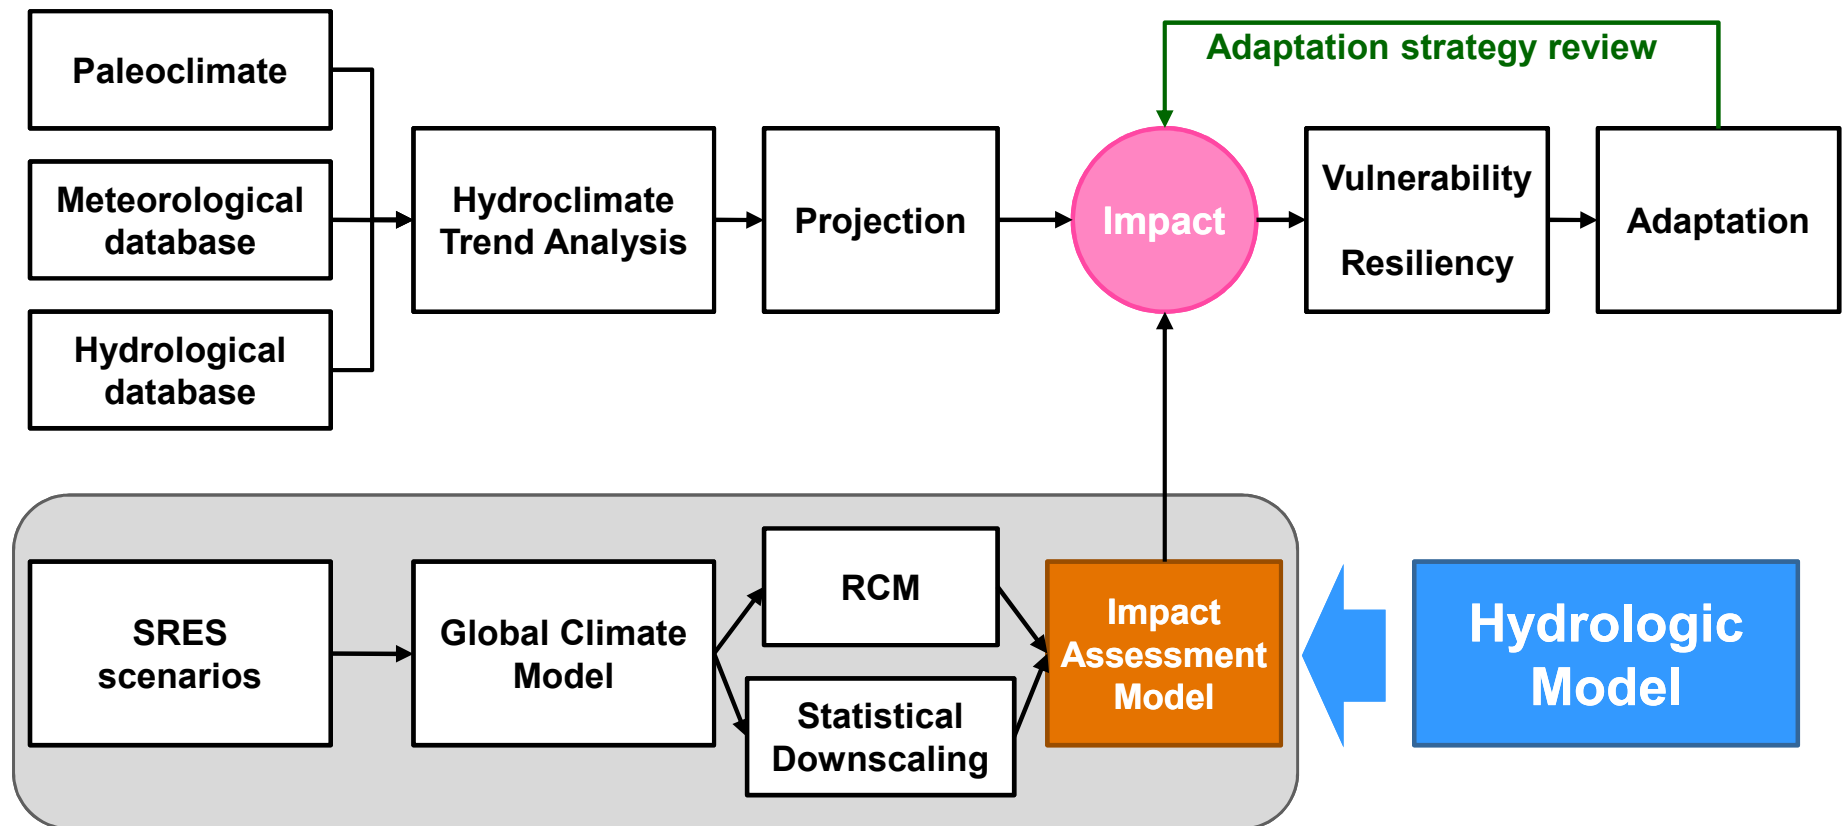 Adaptation strategy review
Paleoclimate
Meteorological
database
Hydrological
database
Hydroclimate
Trend Analysis
Projection
Impact
Vulnerability
Resiliency
Adaptation
SRES
scenarios
Global Climate
Model
RCM
Statistical
Downscaling
Impact
Assessment
Model
Hydrologic
Model